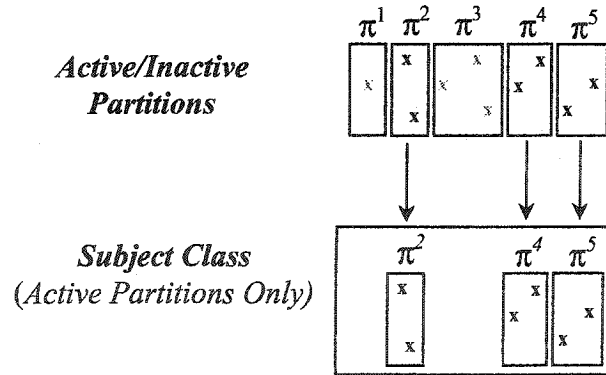 π¹ π² π³ π⁴ π⁵
Active/Inactive
Partitions
x x x x x x x x x x
Subject Class
(Active Partitions Only)
π² π⁴ π⁵
x x x x x x